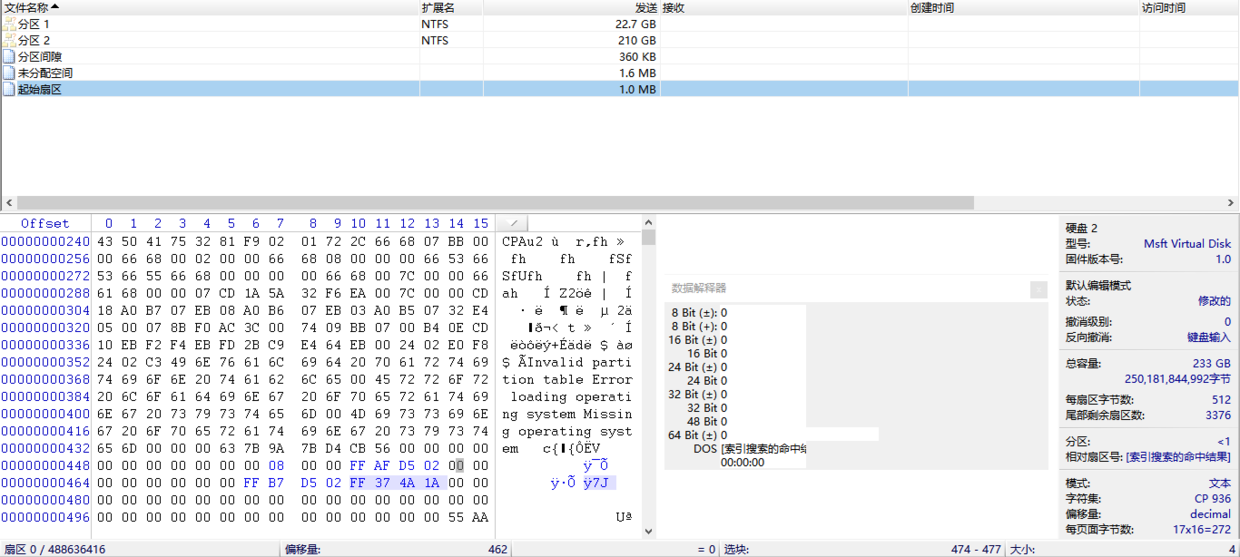 文件名称 扩展名 发送 接收 创建时间 访问时间
分区 1 NTFS 22.7 GB
分区 2 NTFS 210 GB
分区间隙 360 KB
未分配空间 1.6 MB
起始扇区 1.0 MB
Offset 0 1 2 3 4 5 6 7 8 9 10 11 12 13 14 15
00000000240 43 50 41 75 32 81 F9 02 01 72 2C 66 68 07 BB 00 CPAu2 ù r,fh »
00000000256 00 66 68 00 02 00 00 66 68 08 00 00 00 66 53 66 fh fh fSf
00000000272 53 66 55 66 68 00 00 00 00 66 68 00 7C 00 00 66 SfUfh fh | f
00000000288 61 68 00 00 07 CD 1A 5A 32 F6 EA 00 7C 00 00 CD ah Í Z2öê | Í
00000000304 18 A0 B7 07 EB 08 A0 B6 07 EB 03 A0 B5 07 32 E4 · ë ¶ ë µ 2ä
00000000320 05 00 07 8B F0 AC 3C 00 74 09 BB 07 00 B4 0E CD ð¬< t » ´ Í
00000000336 10 EB F2 F4 EB FD 2B C9 E4 64 EB 00 24 02 E0 F8 ëòôëý+Éädë $ àø
00000000352 24 02 C3 49 6E 76 61 6C 69 64 20 70 61 72 74 69 $ ÃInvalid parti
00000000368 74 69 6F 6E 20 74 61 62 6C 65 00 45 72 72 6F 72 tion table Error
00000000384 20 6C 6F 61 64 69 6E 67 20 6F 70 65 72 61 74 69 loading operati
00000000400 6E 67 20 73 79 73 74 65 6D 00 4D 69 73 73 69 6E ng system Missin
00000000416 67 20 6F 70 65 72 61 74 69 6E 67 20 73 79 73 74 g operating syst
00000000432 65 6D 00 00 00 63 7B 9A 7B D4 CB 56 00 00 00 00 em c{ {ÔËV
00000000448 00 00 00 00 00 00 08 00 00 00 FF AF D5 02 00 00 ÿ¯Õ
00000000464 00 00 00 00 00 00 FF B7 D5 02 FF 37 4A 1A 00 00 ÿ·Õ ÿ7J
00000000480 00 00 00 00 00 00 00 00 00 00 00 00 00 00 00 00
00000000496 00 00 00 00 00 00 00 00 00 00 00 00 00 00 55 AA Uª
数据解释器
8 Bit (±): 0
8 Bit (+): 0
16 Bit (±) 0
16 Bit 0
24 Bit (±) 0
24 Bit 0
32 Bit (±) 0
32 Bit 0
48 Bit 0
64 Bit (±) 0
DOS [索引搜索的命中结
00:00:00
硬盘 2
型号: Msft Virtual Disk
固件版本号: 1.0
默认编辑模式
状态: 修改的
撤消级别: 0
反向撤消: 键盘输入
总容量: 233 GB
250,181,844,992字节
每扇区字节数: 512
尾部剩余扇区数: 3376
分区: <1
相对扇区号: [索引搜索的命中结果]
模式: 文本
字符集: CP 936
偏移量: decimal
每页面字节数: 17x16=272
扇区 0 / 488636416 偏移量: 462 = 0 选块: 474 - 477 大小: 4